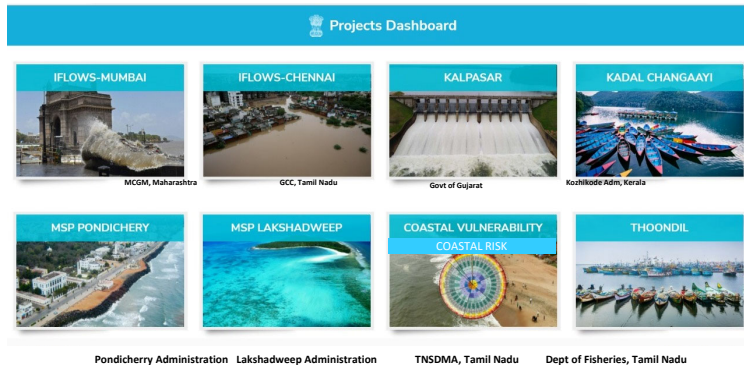 Projects Dashboard
IFLOWS-MUMBAI
IFLOWS-CHENNAI
KALPASAR
KADAL CHANGAAYI
MCGM, Maharashtra
GCC, Tamil Nadu
Govt of Gujarat
Kozhikode Adm, Kerala
MSP PONDICHERY
MSP LAKSHADWEEP
COASTAL VULNERABILITY
COASTAL RISK
THOONDIL
Pondicherry Administration
Lakshadweep Administration
TNSDMA, Tamil Nadu
Dept of Fisheries, Tamil Nadu